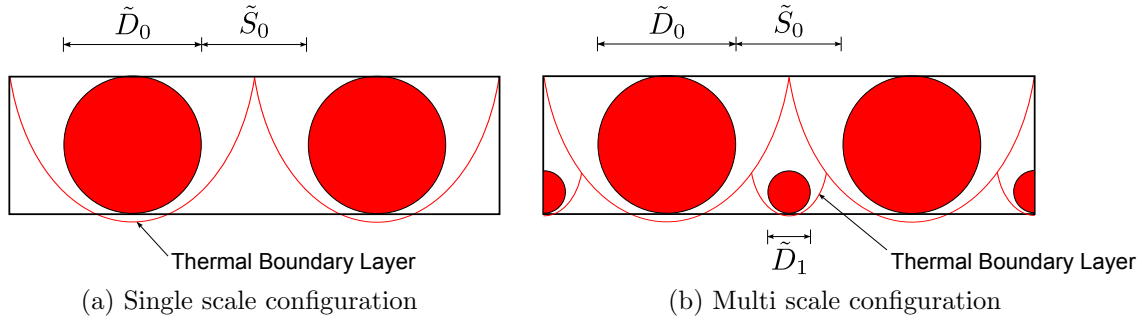 D̃₀ S̃₀ D̃₀ S̃₀
Thermal Boundary Layer
D̃₁
Thermal Boundary Layer
(a) Single scale configuration
(b) Multi scale configuration